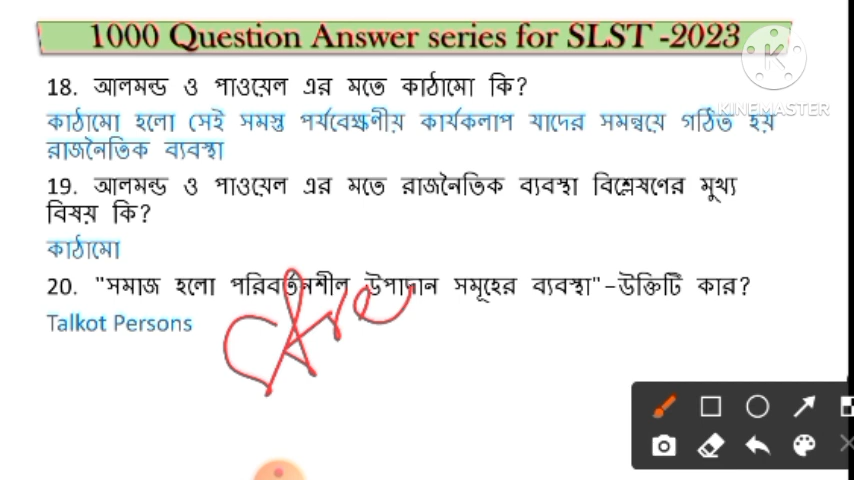 1000 Question Answer series for SLST -2023
KINEMASTER
18. আলমন্ড ও পাওয়েল এর মতে কাঠামো কি?
কাঠামো হলো সেই সমস্ত পর্যবেক্ষণীয় কার্যকলাপ যাদের সমন্বয়ে গঠিত হয়
রাজনৈতিক ব্যবস্থা
19. আলমন্ড ও পাওয়েল এর মতে রাজনৈতিক ব্যবস্থা বিশ্লেষণের মুখ্য
বিষয় কি?
কাঠামো
20. "সমাজ হলো পরিবর্তনশীল উপাদান সমূহের ব্যবস্থা"-উক্তিটি কার?
Talkot Persons